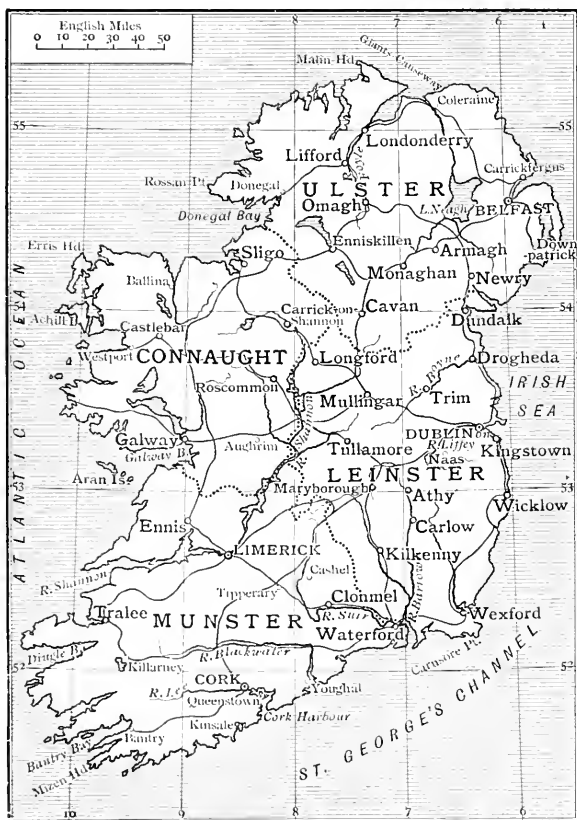 English Miles
0 10 20 30 40 50
8 7 6
Malin Hd.
Giants Causeway
Coleraine
55 55
Londonderry
Lifford
R. Foyle
Carrickfergus
Rossan Pt.
Donegal
ULSTER
Omagh
L. Neagh
BELFAST
Donegal Bay
Enniskillen
Armagh
Down
patrick
Erris Hd.
Sligo
Monaghan
Newry
Ballina
54 54
Carrick-on-
Shannon
Cavan
Dundalk
Achill I.
Castlebar
Westport
CONNAUGHT
Longford
R. Boyne
Drogheda
Roscommon
Mullingar
Trim
IRISH
SEA
ATLANTIC OCEAN
Galway
Galway B.
Aughrim
R. Shannon
Tullamore
DUBLIN
R. Liffey
Kingstown
Naas
Aran Is.
LEINSTER
Maryborough
Athy
53 53
Wicklow
Ennis
Carlow
LIMERICK
Kilkenny
R. Shannon
Cashel
Tipperary
Clonmel
R. Barrow
Tralee
MUNSTER
R. Suir
Wexford
Waterford
Dingle B.
R. Blackwater
Carnsore Pt.
52 52
Killarney
CORK
Youghal
R. Lee
Queenstown
Cork Harbour
Kinsale
Bantry
Bantry Bay
Mizen Hd.
ST. GEORGE'S CHANNEL
10 9 8 7 6